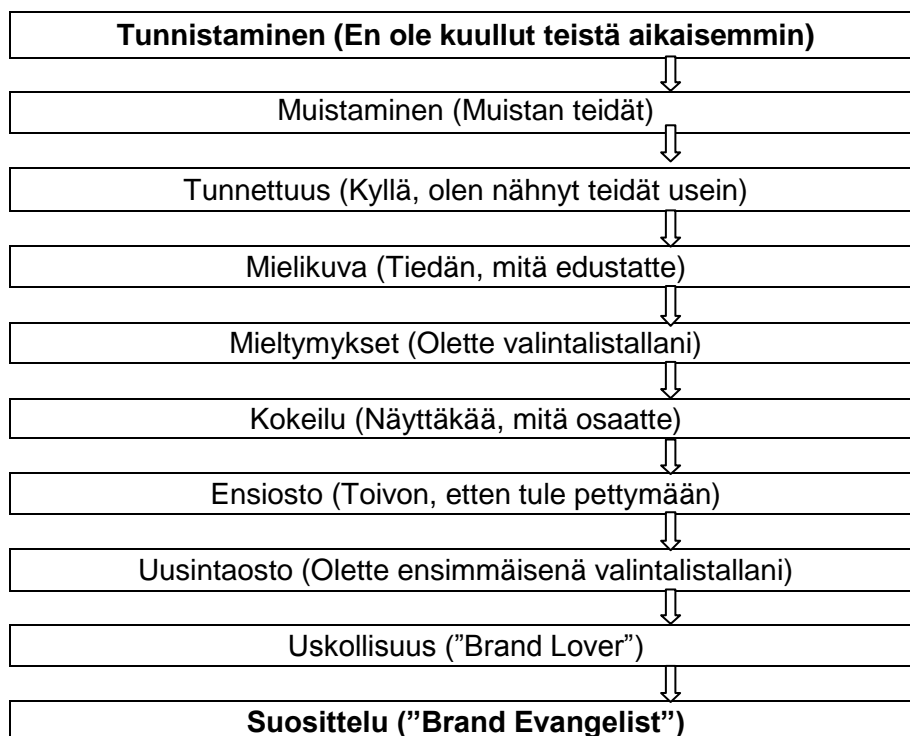 Tunnistaminen (En ole kuullut teistä aikaisemmin)
Muistaminen (Muistan teidät)
Tunnettuus (Kyllä, olen nähnyt teidät usein)
Mielikuva (Tiedän, mitä edustatte)
Mieltymykset (Olette valintalistallani)
Kokeilu (Näyttäkää, mitä osaatte)
Ensiosto (Toivon, etten tule pettymään)
Uusintaosto (Olette ensimmäisenä valintalistallani)
Uskollisuus (”Brand Lover”)
Suosittelu (”Brand Evangelist”)